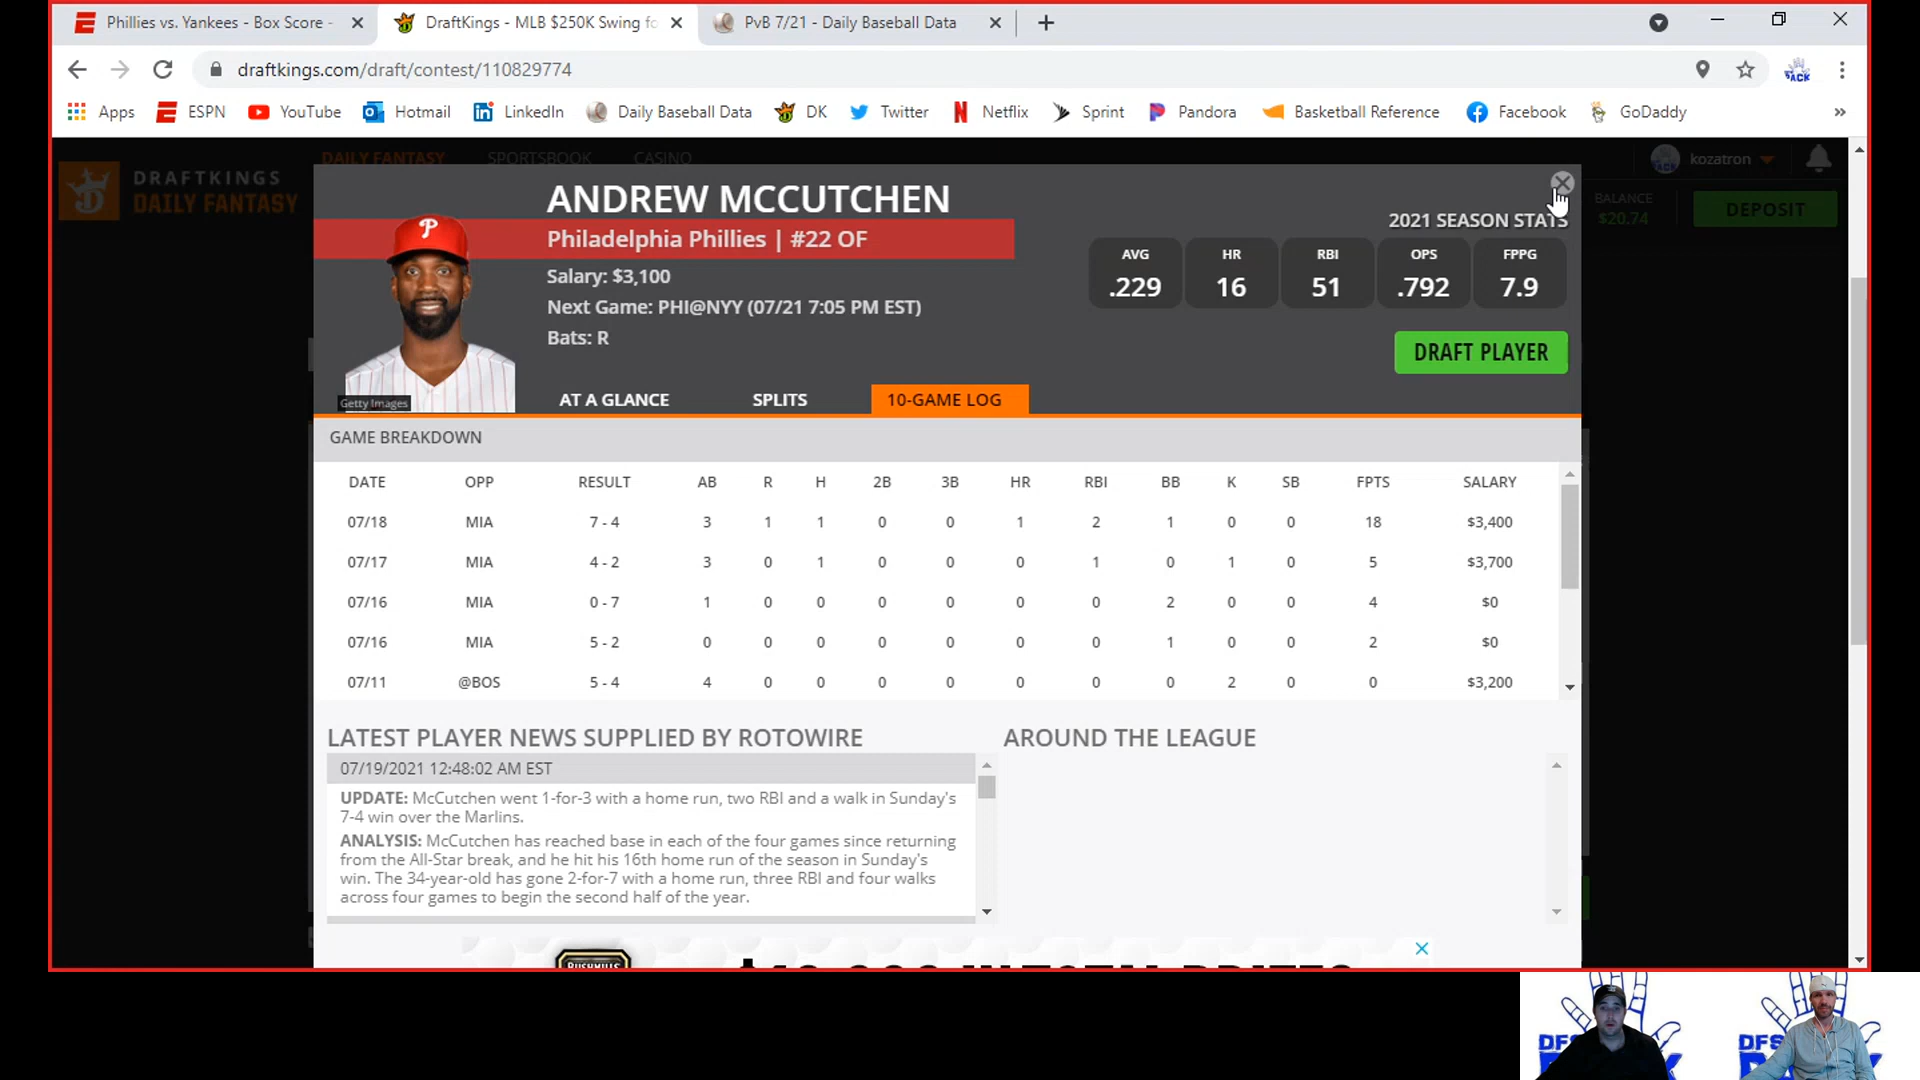 Phillies vs. Yankees - Box Score -
DraftKings - MLB $250K Swing fo
PvB 7/21 - Daily Baseball Data
draftkings.com/draft/contest/110829774
Apps ESPN YouTube Hotmail LinkedIn Daily Baseball Data DK Twitter Netflix Sprint Pandora Basketball Reference Facebook GoDaddy »
DAILY FANTASY SPORTSBOOK CASINO
kozatron
DRAFTKINGS
DAILY FANTASY
BALANCE
$20.74
DEPOSIT
ANDREW MCCUTCHEN
Philadelphia Phillies | #22 OF
Salary: $3,100
Next Game: PHI@NYY (07/21 7:05 PM EST)
Bats: R
Getty Images
2021 SEASON STATS
AVG HR RBI OPS FPPG
.229 16 51 .792 7.9
DRAFT PLAYER
AT A GLANCE SPLITS 10-GAME LOG
GAME BREAKDOWN
DATE OPP RESULT AB R H 2B 3B HR RBI BB K SB FPTS SALARY
07/18 MIA 7 - 4 3 1 1 0 0 1 2 1 0 0 18 $3,400
07/17 MIA 4 - 2 3 0 1 0 0 0 1 0 1 0 5 $3,700
07/16 MIA 0 - 7 1 0 0 0 0 0 0 2 0 0 4 $0
07/16 MIA 5 - 2 0 0 0 0 0 0 0 1 0 0 2 $0
07/11 @BOS 5 - 4 4 0 0 0 0 0 0 0 2 0 0 $3,200
LATEST PLAYER NEWS SUPPLIED BY ROTOWIRE
07/19/2021 12:48:02 AM EST
UPDATE: McCutchen went 1-for-3 with a home run, two RBI and a walk in Sunday's
7-4 win over the Marlins.
ANALYSIS: McCutchen has reached base in each of the four games since returning
from the All-Star break, and he hit his 16th home run of the season in Sunday's
win. The 34-year-old has gone 2-for-7 with a home run, three RBI and four walks
across four games to begin the second half of the year.
AROUND THE LEAGUE
BUSHMILLS
DFS
DFS